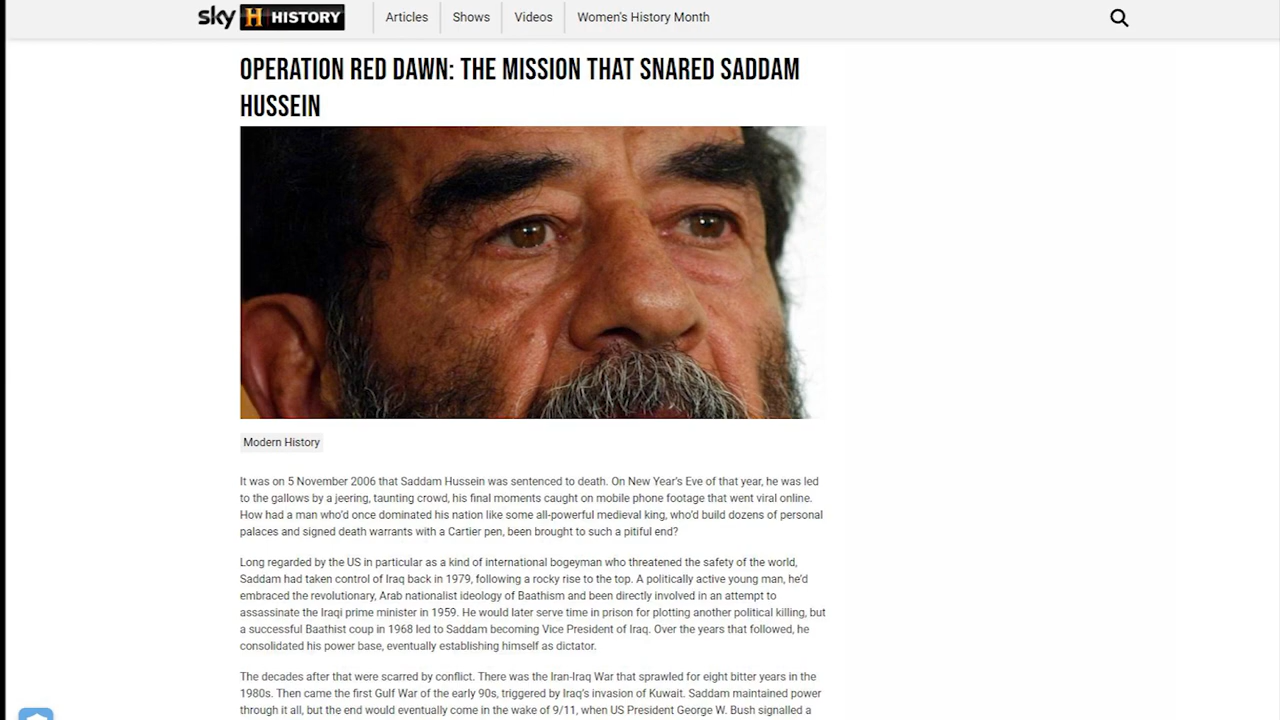 sky H HISTORY
Articles
Shows
Videos
Women's History Month
OPERATION RED DAWN: THE MISSION THAT SNARED SADDAM
HUSSEIN
Modern History
It was on 5 November 2006 that Saddam Hussein was sentenced to death. On New Year's Eve of that year, he was led
to the gallows by a jeering, taunting crowd, his final moments caught on mobile phone footage that went viral online.
How had a man who'd once dominated his nation like some all-powerful medieval king, who'd build dozens of personal
palaces and signed death warrants with a Cartier pen, been brought to such a pitiful end?
Long regarded by the US in particular as a kind of international bogeyman who threatened the safety of the world,
Saddam had taken control of Iraq back in 1979, following a rocky rise to the top. A politically active young man, he'd
embraced the revolutionary, Arab nationalist ideology of Baathism and been directly involved in an attempt to
assassinate the Iraqi prime minister in 1959. He would later serve time in prison for plotting another political killing, but
a successful Baathist coup in 1968 led to Saddam becoming Vice President of Iraq. Over the years that followed, he
consolidated his power base, eventually establishing himself as dictator.
The decades after that were scarred by conflict. There was the Iran-Iraq War that sprawled for eight bitter years in the
1980s. Then came the first Gulf War of the early 90s, triggered by Iraq's invasion of Kuwait. Saddam maintained power
through it all, but the end would eventually come in the wake of 9/11, when US President George W. Bush signalled a